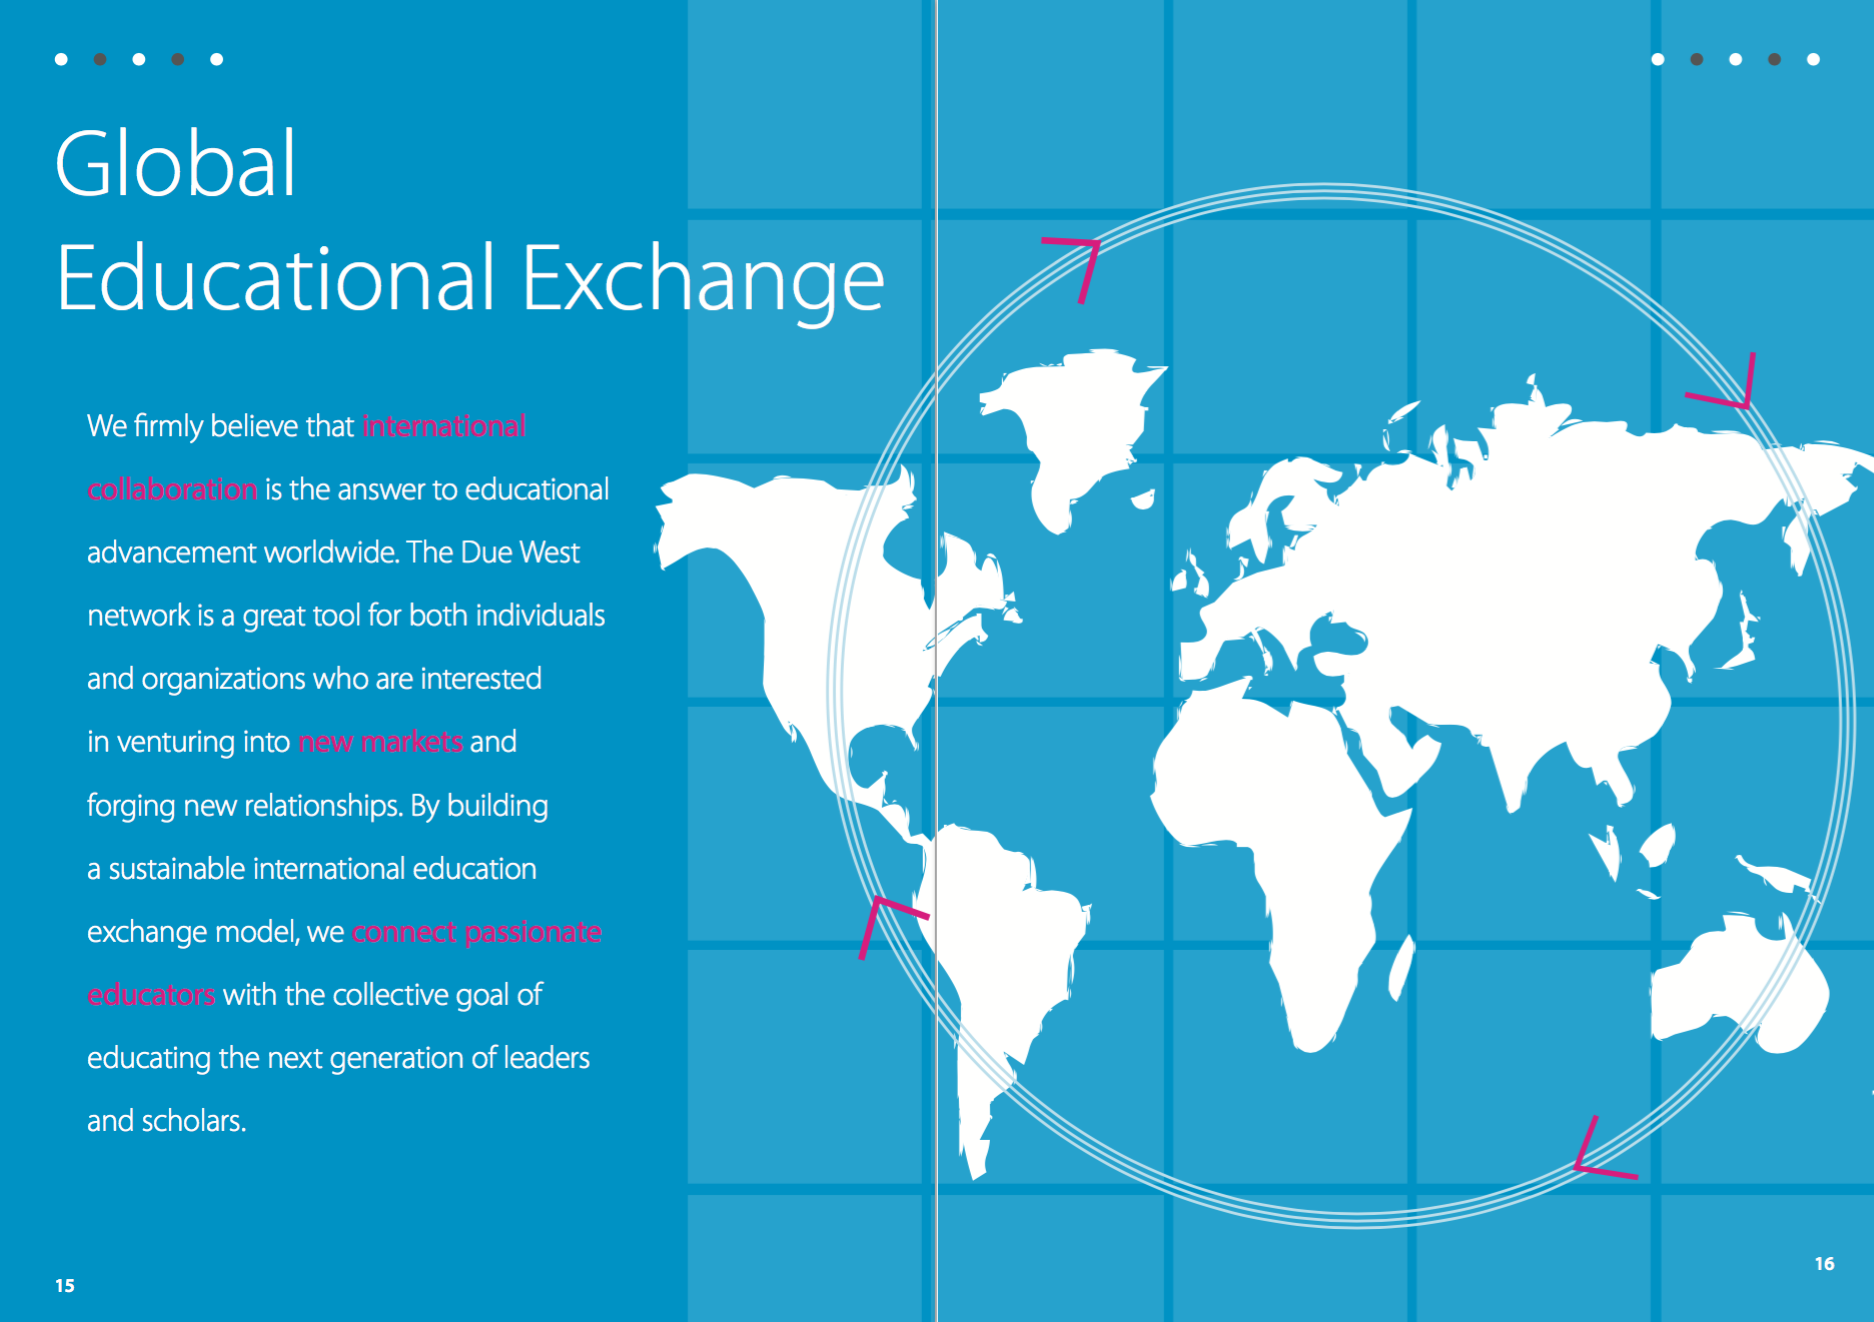 Global
Educational Exchange
We firmly believe that international
collaboration is the answer to educational
advancement worldwide. The Due West
network is a great tool for both individuals
and organizations who are interested
in venturing into new markets and
forging new relationships. By building
a sustainable international education
exchange model, we connect passionate
educators with the collective goal of
educating the next generation of leaders
and scholars.
15
16